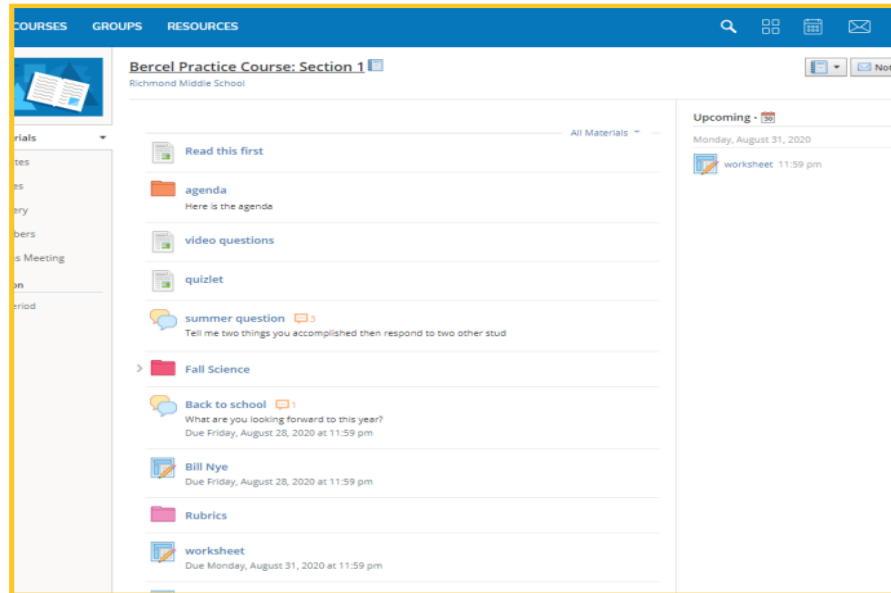 COURSES GROUPS RESOURCES
Bercel Practice Course: Section 1
Richmond Middle School
Not
rials
tes
es
ery
bers
s Meeting
on
eriod
All Materials
Read this first
agenda
Here is the agenda
video questions
quizlet
summer question 3
Tell me two things you accomplished then respond to two other stud
Fall Science
Back to school 1
What are you looking forward to this year?
Due Friday, August 28, 2020 at 11:59 pm
Bill Nye
Due Friday, August 28, 2020 at 11:59 pm
Rubrics
worksheet
Due Monday, August 31, 2020 at 11:59 pm
Upcoming ·
Monday, August 31, 2020
worksheet 11:59 pm